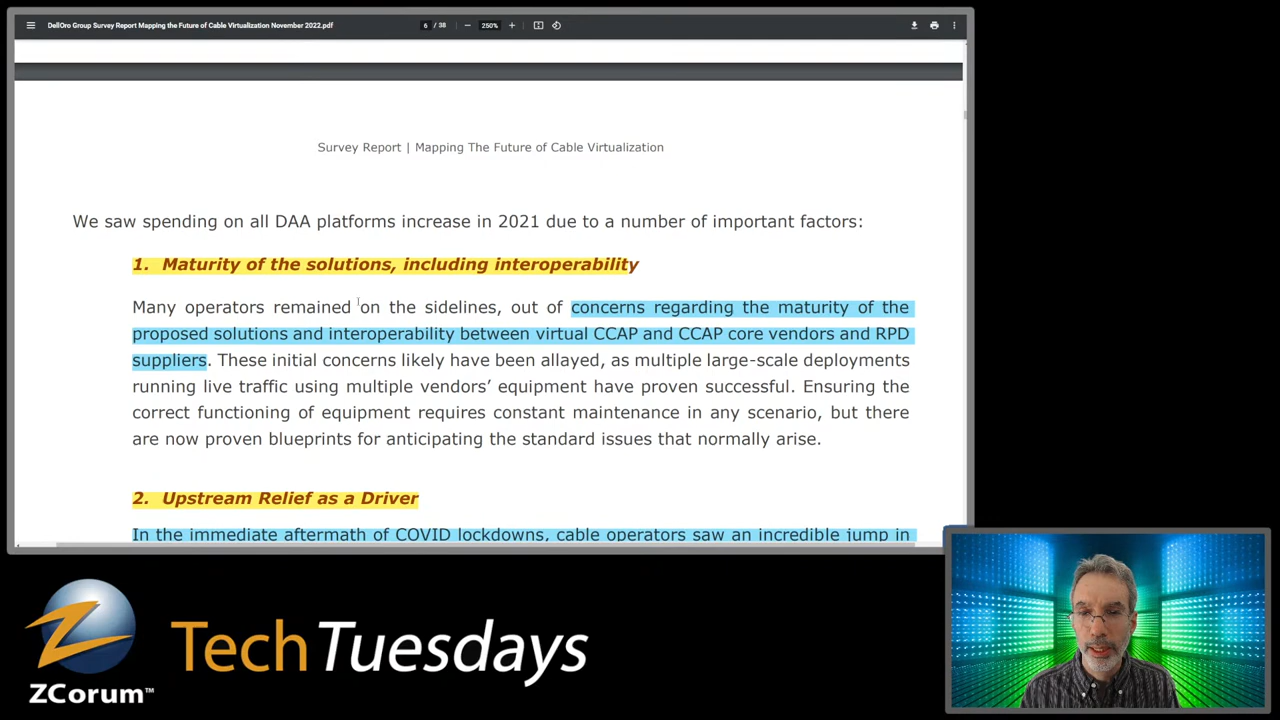 DellOro Group Survey Report Mapping the Future of Cable Virtualization November 2022.pdf
6 / 38
250%
Survey Report | Mapping The Future of Cable Virtualization
We saw spending on all DAA platforms increase in 2021 due to a number of important factors:
1. Maturity of the solutions, including interoperability
Many operators remained on the sidelines, out of concerns regarding the maturity of the
proposed solutions and interoperability between virtual CCAP and CCAP core vendors and RPD
suppliers. These initial concerns likely have been allayed, as multiple large-scale deployments
running live traffic using multiple vendors’ equipment have proven successful. Ensuring the
correct functioning of equipment requires constant maintenance in any scenario, but there
are now proven blueprints for anticipating the standard issues that normally arise.
2. Upstream Relief as a Driver
In the immediate aftermath of COVID lockdowns, cable operators saw an incredible jump in
TechTuesdays
ZCorum™